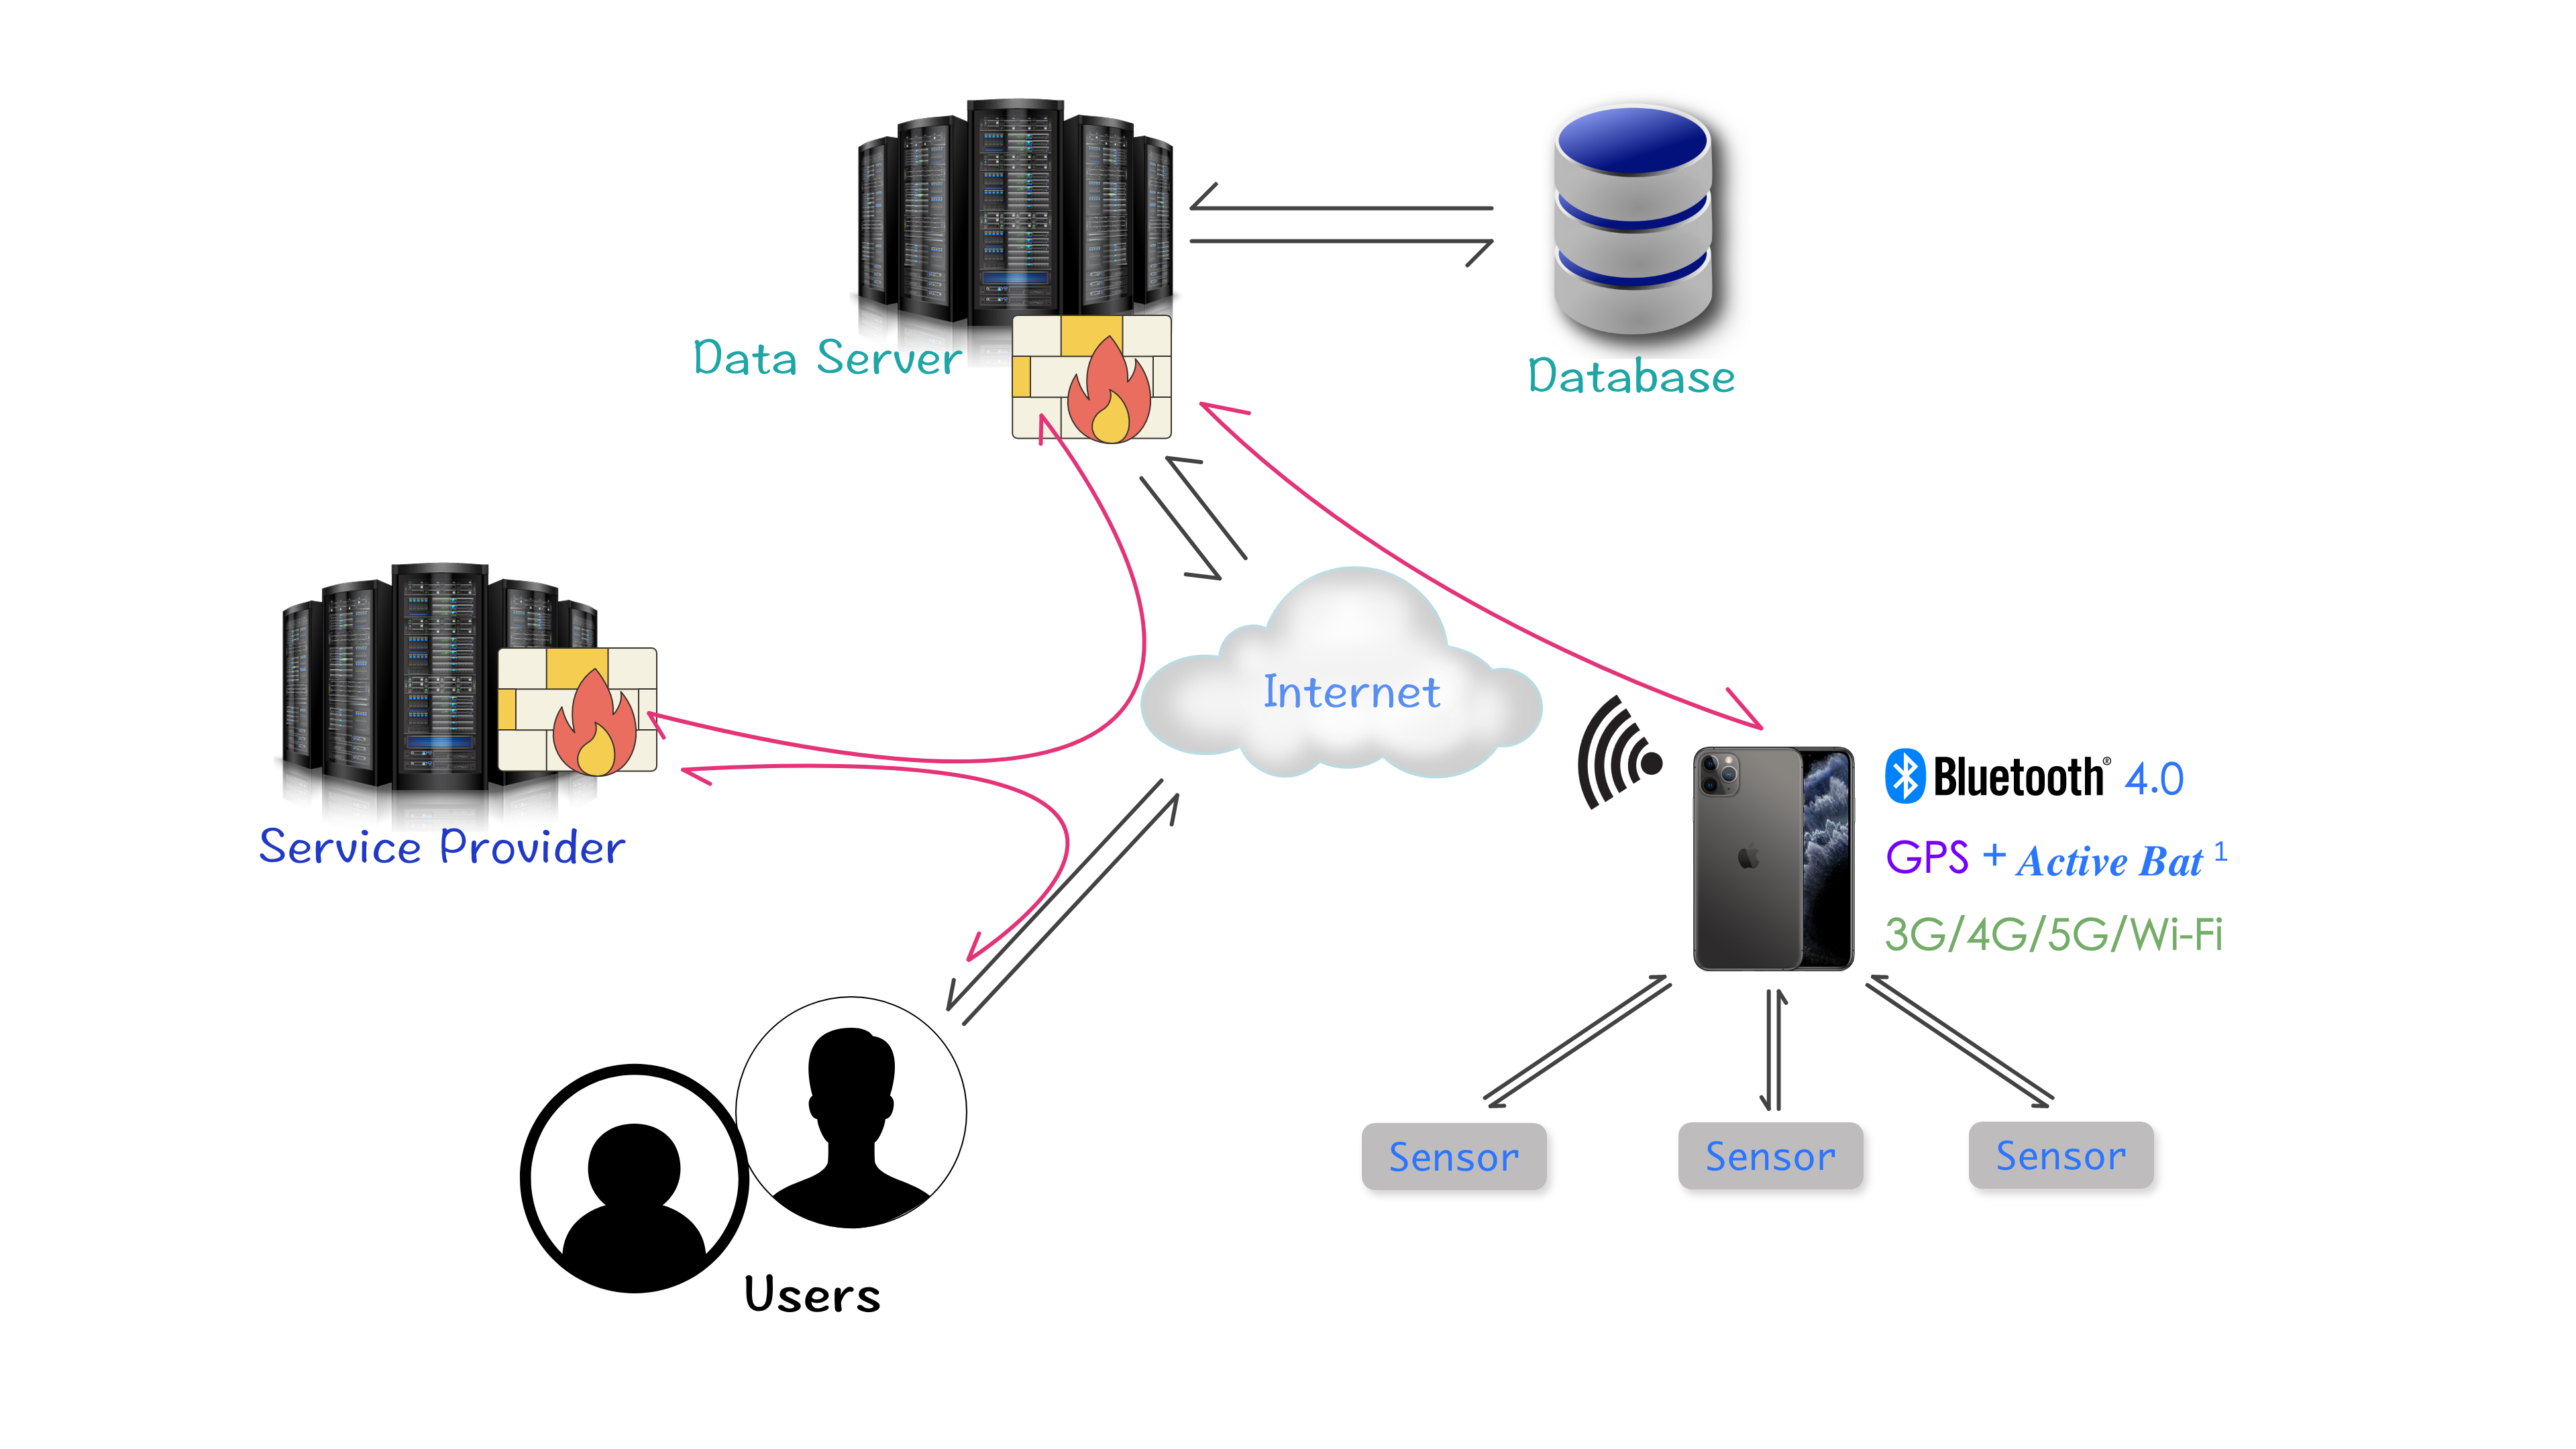 Data Server
Database
Internet
Service Provider
Bluetooth® 4.0
GPS + Active Bat 1
3G/4G/5G/Wi-Fi
Sensor
Sensor
Sensor
Users